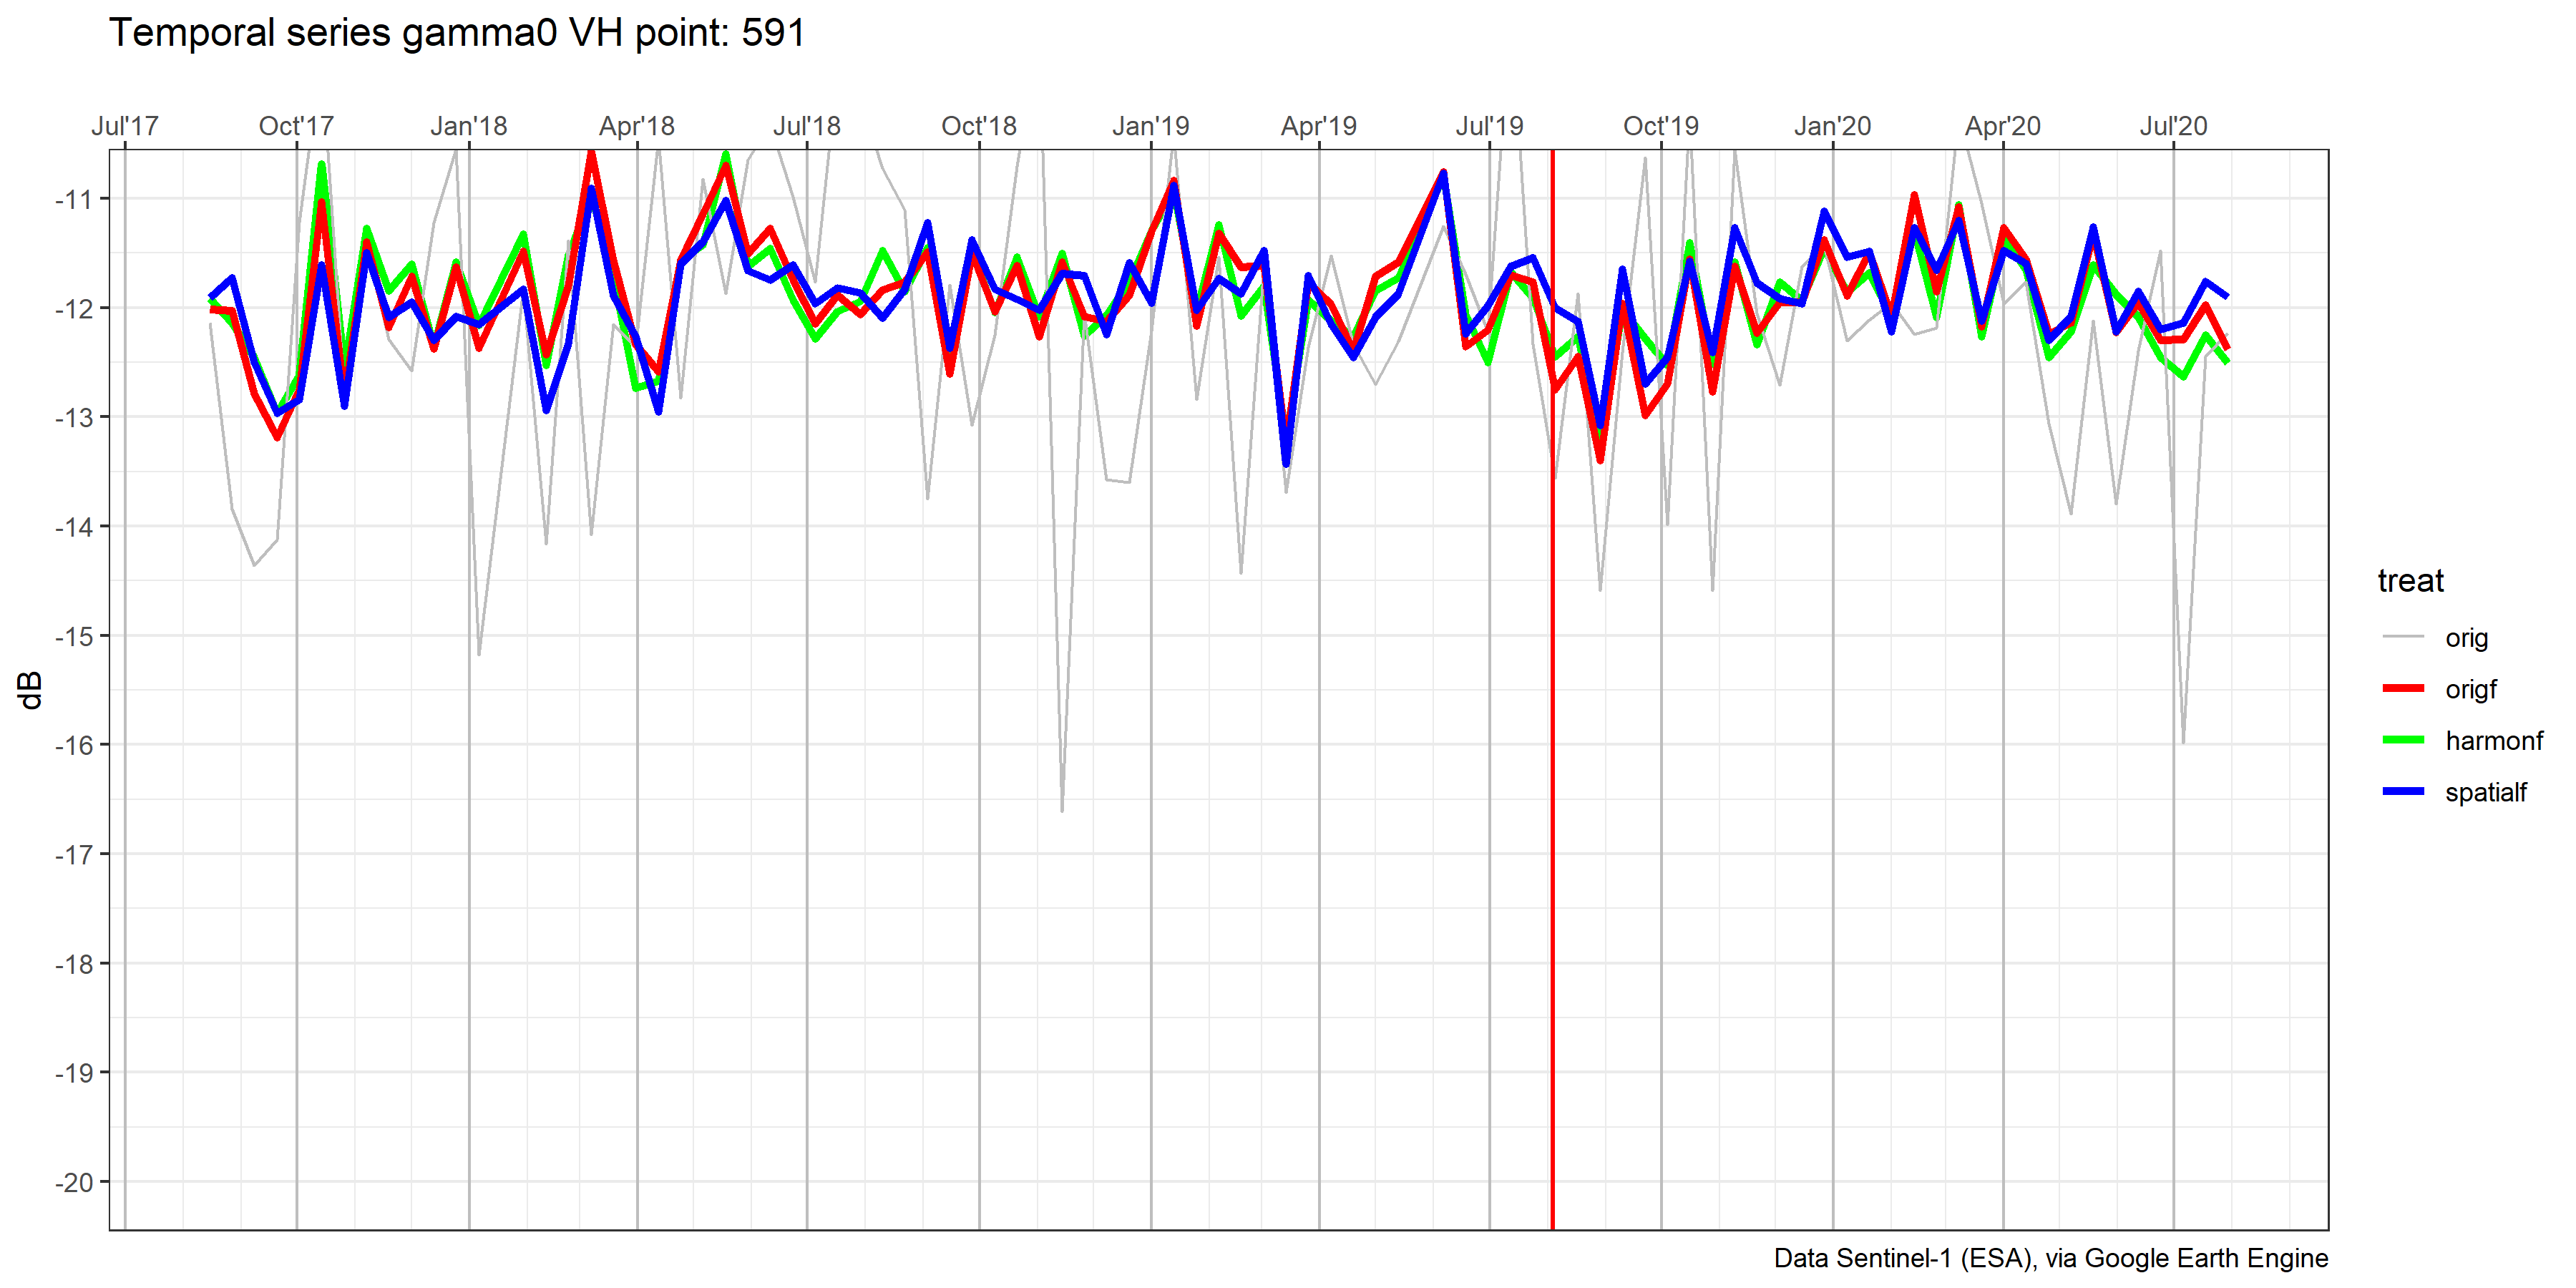 Temporal series gamma0 VH point: 591
Jul'17 Oct'17 Jan'18 Apr'18 Jul'18 Oct'18 Jan'19 Apr'19 Jul'19 Oct'19 Jan'20 Apr'20 Jul'20
-11
-12
-13
-14
-15
-16
-17
-18
-19
-20
dB
treat
orig
origf
harmonf
spatialf
Data Sentinel-1 (ESA), via Google Earth Engine